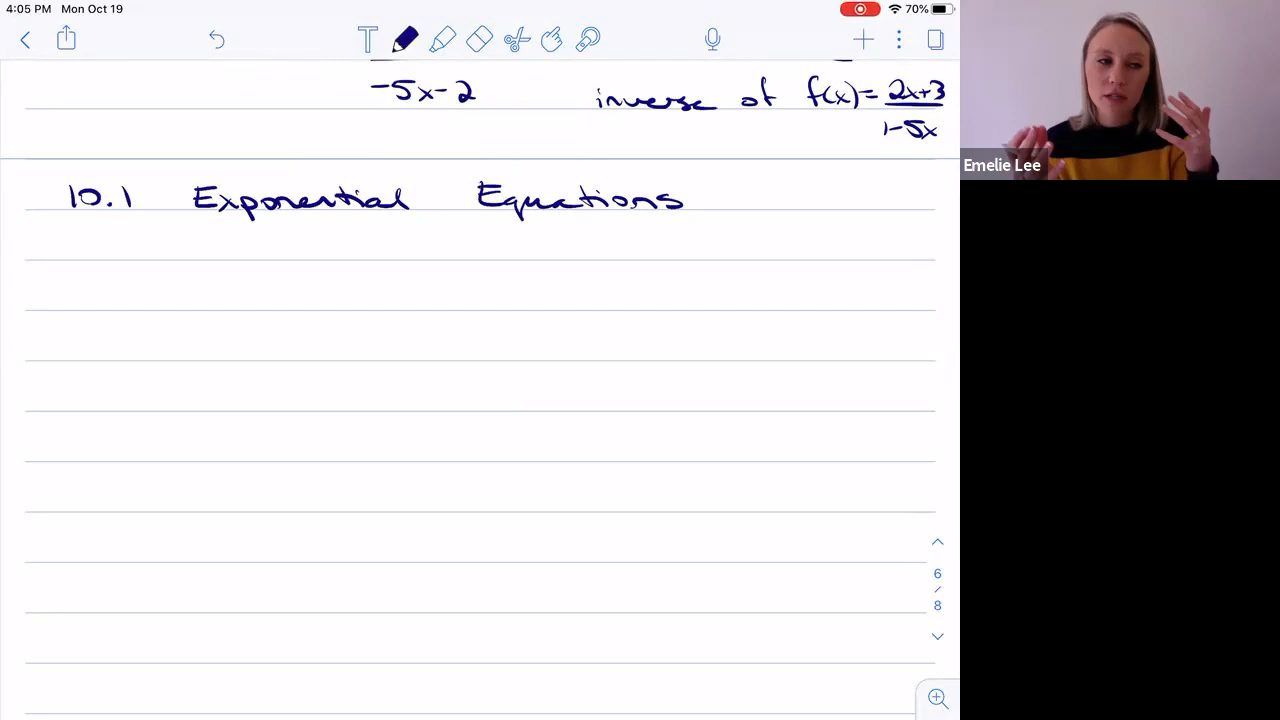 4:05 PM Mon Oct 19
70%
T
-5x-2
inverse of f(x)= 2x+3
1-5x
10.1 Exponential Equations
Emelie Lee
6
/
8